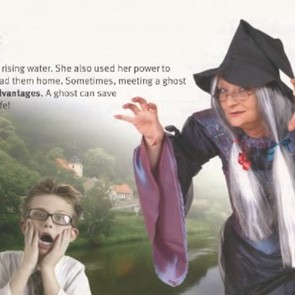 rising water. She also used her power to
ad them home. Sometimes, meeting a ghost
dvantages. A ghost can save
fe!